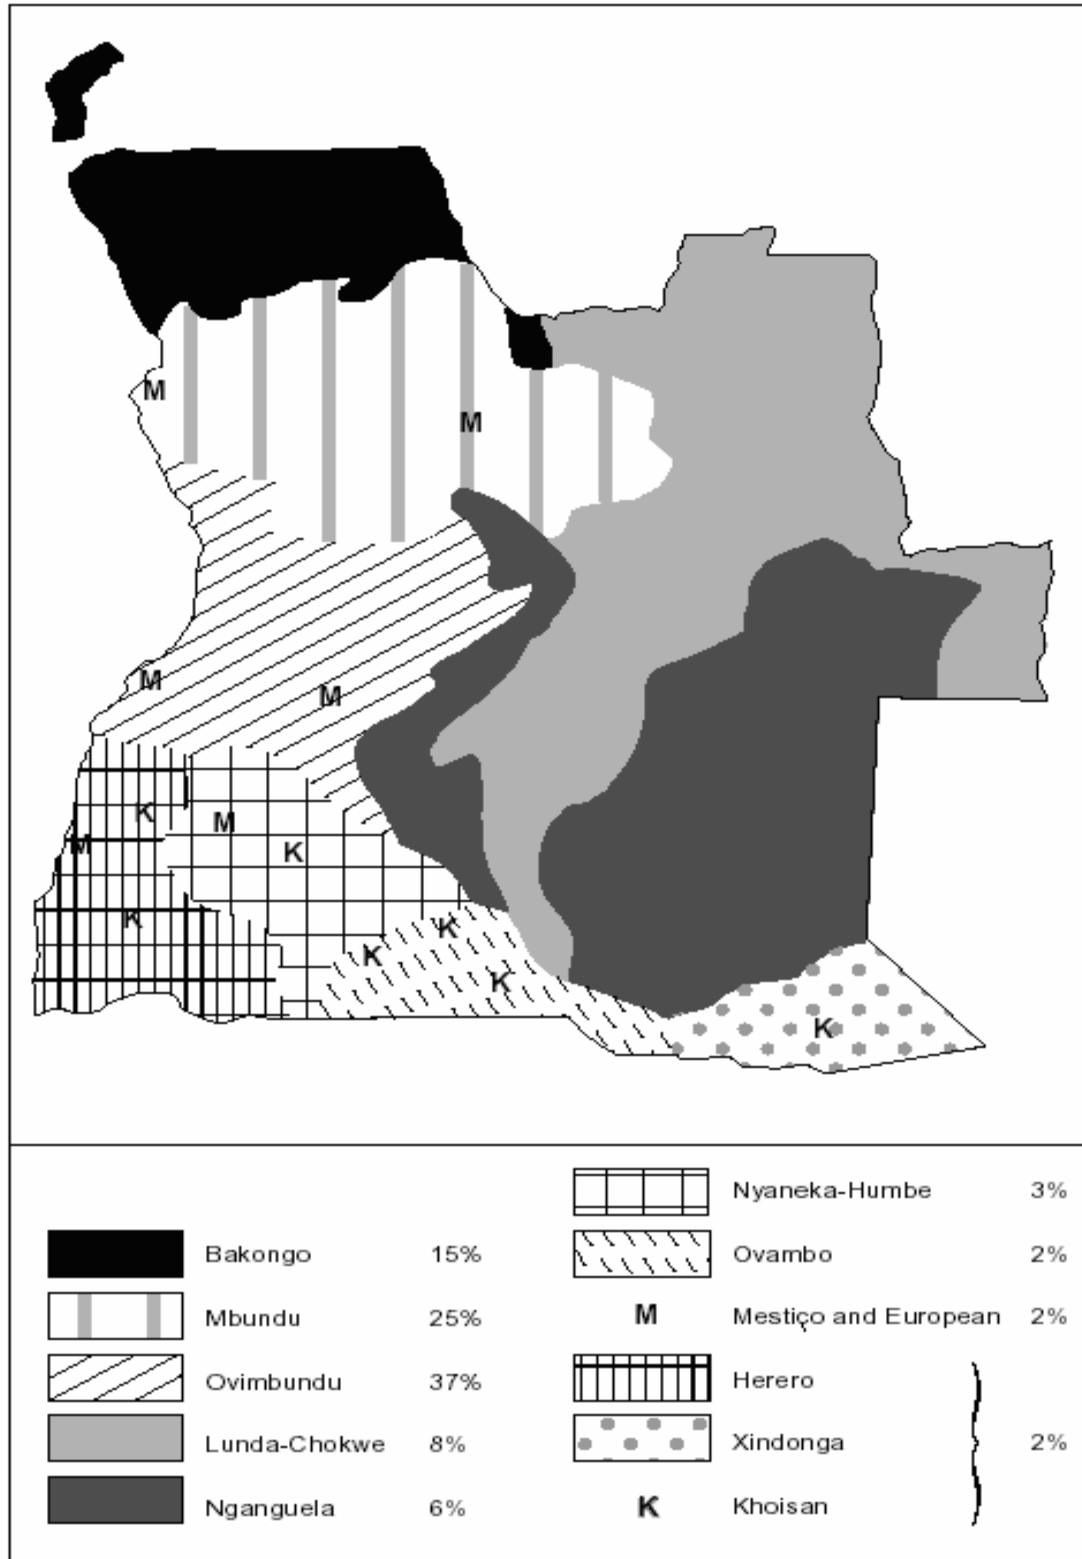 M
M
M
M
K
M
M
K
K
K
K
K
K
Nyaneka-Humbe 3%
Bakongo 15%
Ovambo 2%
Mbundu 25%
M Mestiço and European 2%
Ovimbundu 37%
Herero
Lunda-Chokwe 8%
Xindonga 2%
Nganguela 6%
K Khoisan